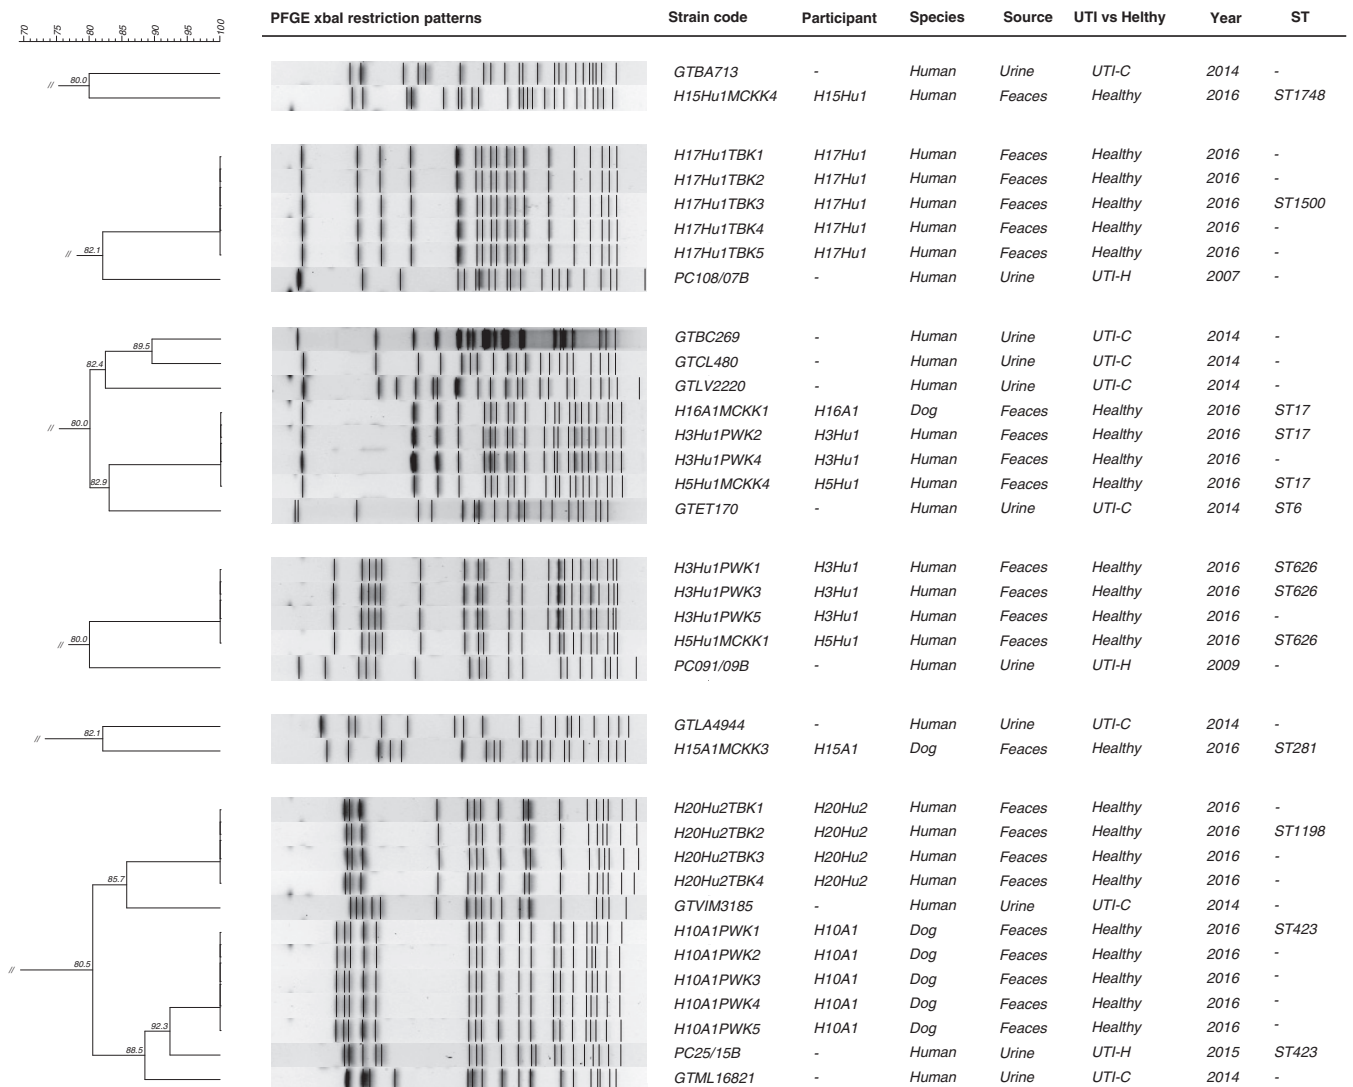 70 75 80 85 90 95 100
PFGE xbaI restriction patterns Strain code Participant Species Source UTI vs Helthy Year ST
// 80.0
GTBA713 - Human Urine UTI-C 2014 -
H15Hu1MCKK4 H15Hu1 Human Feaces Healthy 2016 ST1748
H17Hu1TBK1 H17Hu1 Human Feaces Healthy 2016 -
H17Hu1TBK2 H17Hu1 Human Feaces Healthy 2016 -
H17Hu1TBK3 H17Hu1 Human Feaces Healthy 2016 ST1500
H17Hu1TBK4 H17Hu1 Human Feaces Healthy 2016 -
// 82.1
H17Hu1TBK5 H17Hu1 Human Feaces Healthy 2016 -
PC108/07B - Human Urine UTI-H 2007 -
GTBC269 - Human Urine UTI-C 2014 -
89.5
GTCL480 - Human Urine UTI-C 2014 -
82.4
GTLV2220 - Human Urine UTI-C 2014 -
H16A1MCKK1 H16A1 Dog Feaces Healthy 2016 ST17
// 80.0
H3Hu1PWK2 H3Hu1 Human Feaces Healthy 2016 ST17
H3Hu1PWK4 H3Hu1 Human Feaces Healthy 2016 -
82.9
H5Hu1MCKK4 H5Hu1 Human Feaces Healthy 2016 ST17
GTET170 - Human Urine UTI-C 2014 ST6
H3Hu1PWK1 H3Hu1 Human Feaces Healthy 2016 ST626
H3Hu1PWK3 H3Hu1 Human Feaces Healthy 2016 ST626
H3Hu1PWK5 H3Hu1 Human Feaces Healthy 2016 -
// 80.0
H5Hu1MCKK1 H5Hu1 Human Feaces Healthy 2016 ST626
PC091/09B - Human Urine UTI-H 2009 -
GTLA4944 - Human Urine UTI-C 2014 -
// 82.1
H15A1MCKK3 H15A1 Dog Feaces Healthy 2016 ST281
H20Hu2TBK1 H20Hu2 Human Feaces Healthy 2016 -
H20Hu2TBK2 H20Hu2 Human Feaces Healthy 2016 ST1198
H20Hu2TBK3 H20Hu2 Human Feaces Healthy 2016 -
85.7
H20Hu2TBK4 H20Hu2 Human Feaces Healthy 2016 -
GTVIM3185 - Human Urine UTI-C 2014 -
H10A1PWK1 H10A1 Dog Feaces Healthy 2016 ST423
H10A1PWK2 H10A1 Dog Feaces Healthy 2016 -
// 80.5
H10A1PWK3 H10A1 Dog Feaces Healthy 2016 -
H10A1PWK4 H10A1 Dog Feaces Healthy 2016 -
92.3
H10A1PWK5 H10A1 Dog Feaces Healthy 2016 -
88.5
PC25/15B - Human Urine UTI-H 2015 ST423
GTML16821 - Human Urine UTI-C 2014 -